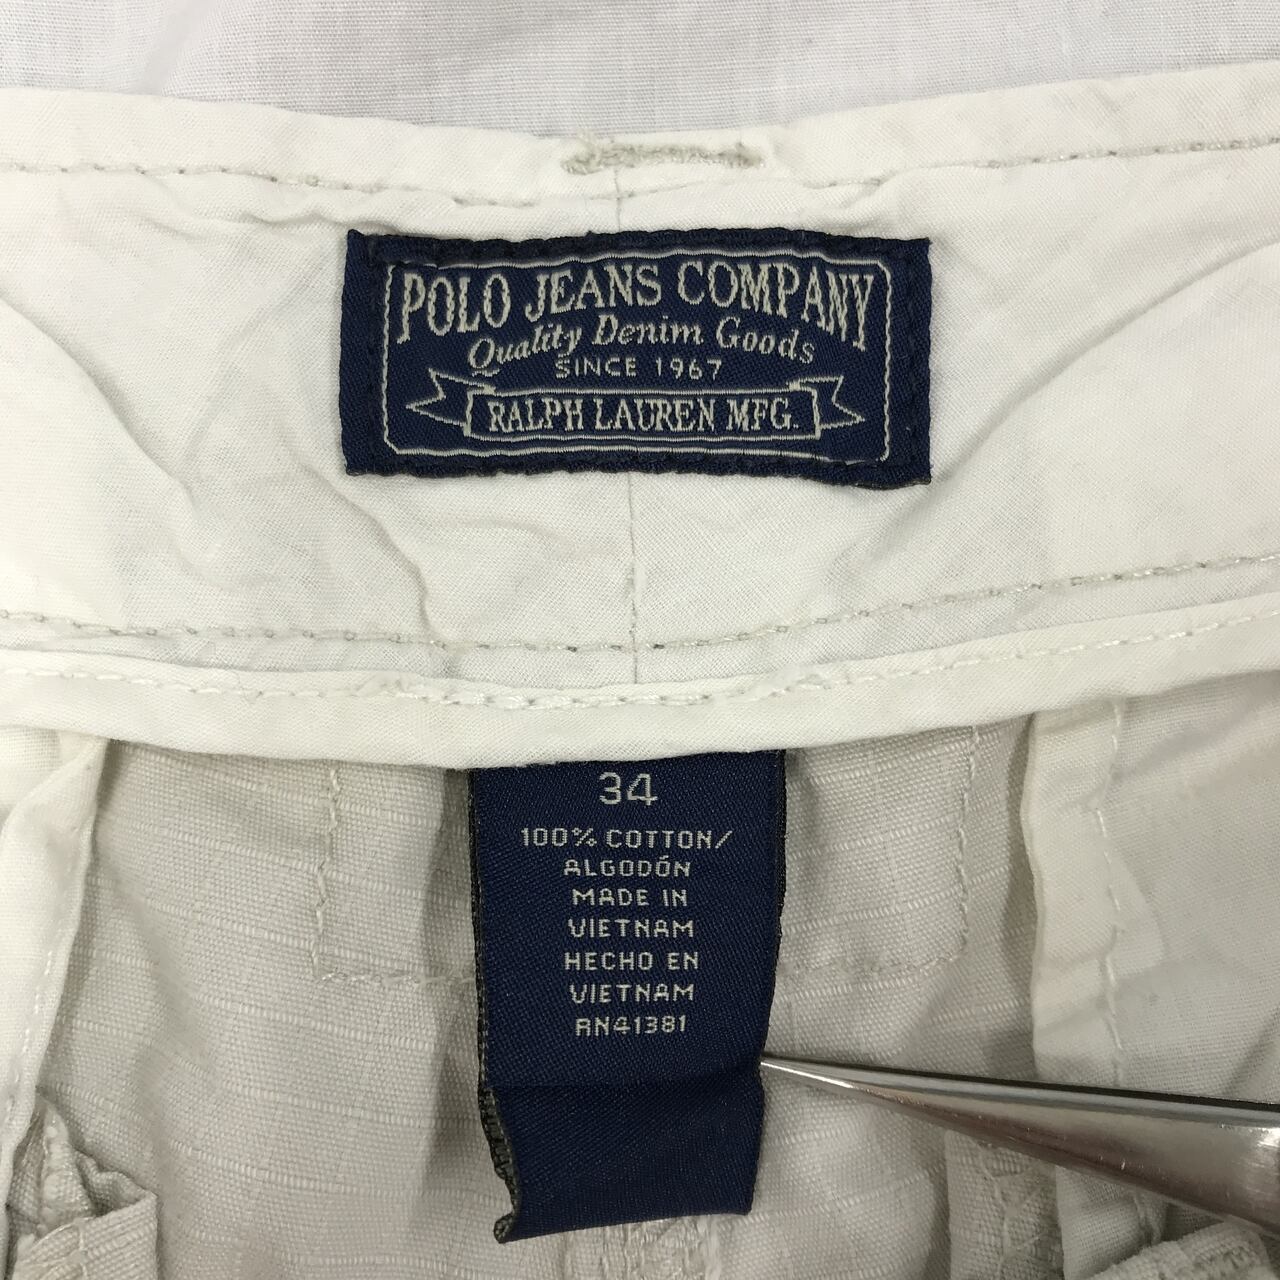 POLO JEANS COMPANY
Quality Denim Goods
SINCE 1967
RALPH LAUREN MFG.
34
100% COTTON/
ALGODÓN
MADE IN
VIETNAM
HECHO EN
VIETNAM
RN41381